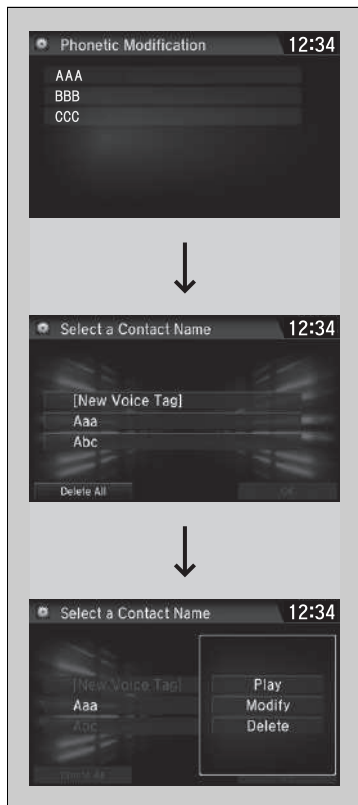 Phonetic Modification 12:34
AAA
BBB
CCC
Select a Contact Name 12:34
[New Voice Tag]
Aaa
Abc
Delete All OK
Select a Contact Name 12:34
[New Voice Tag]
Play
Aaa
Modify
Abc
Delete
Delete All